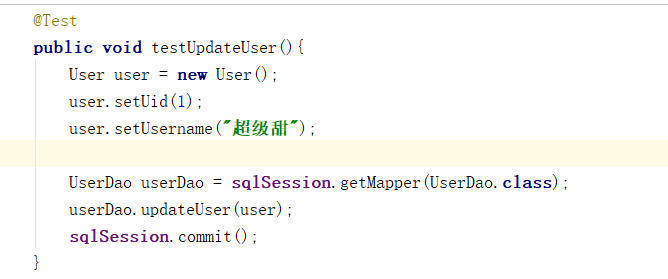 @Test
public void testUpdateUser(){
User user = new User();
user.setUid(1);
user.setUsername("超级甜");
UserDao userDao = sqlSession.getMapper(UserDao.class);
userDao.updateUser(user);
sqlSession.commit();
}